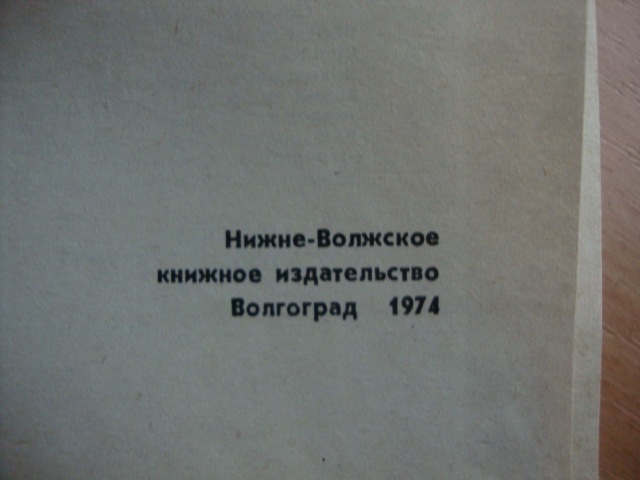 Нижне-Волжское
книжное издательство
Волгоград 1974